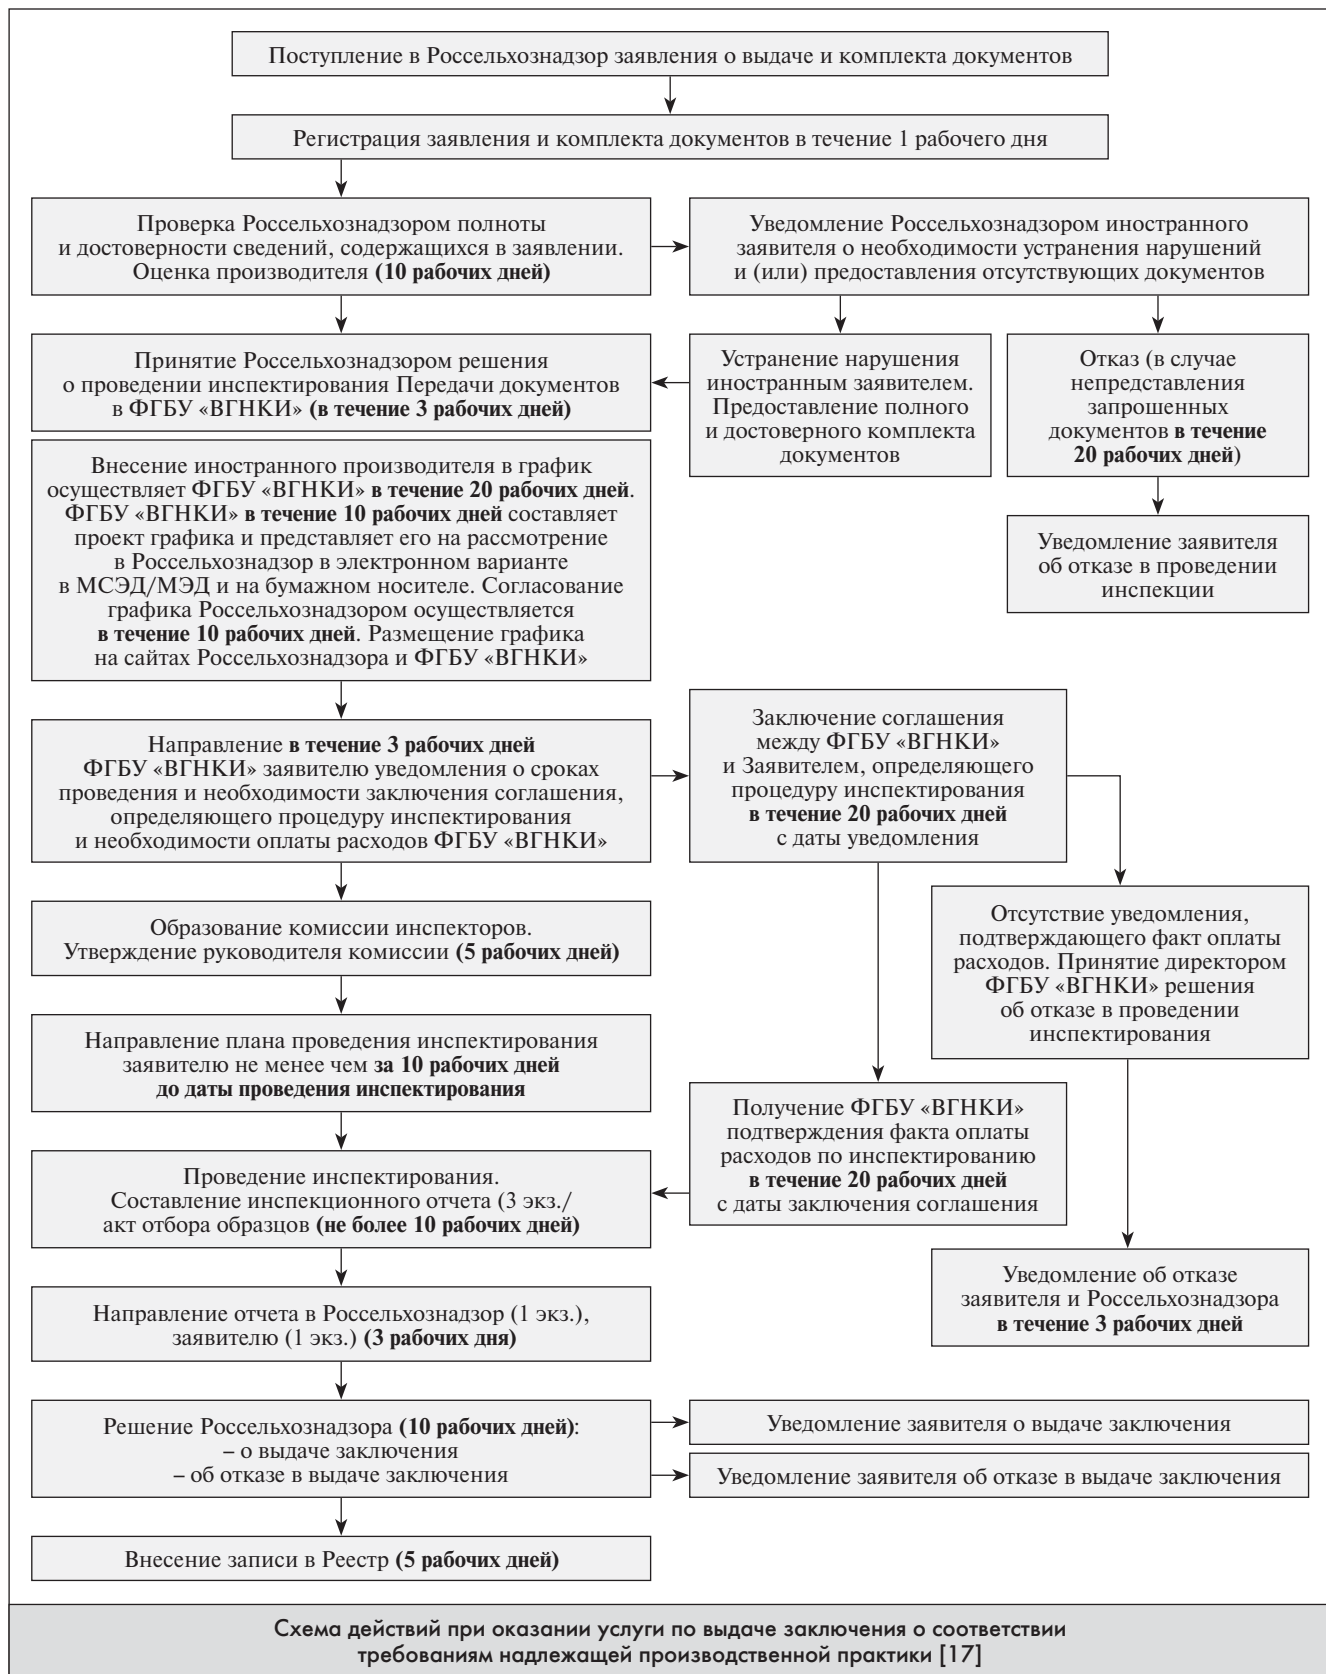 Поступление в Россельхознадзор заявления о выдаче и комплекта документов
Регистрация заявления и комплекта документов в течение 1 рабочего дня
Проверка Россельхознадзором полноты
и достоверности сведений, содержащихся в заявлении.
Оценка производителя (10 рабочих дней)
Уведомление Россельхознадзором иностранного
заявителя о необходимости устранения нарушений
и (или) предоставления отсутствующих документов
Принятие Россельхознадзором решения
о проведении инспектирования Передачи документов
в ФГБУ «ВГНКИ» (в течение 3 рабочих дней)
Устранение нарушения
иностранным заявителем.
Предоставление полного
и достоверного комплекта
документов
Отказ (в случае
непредставления
запрошенных
документов в течение
20 рабочих дней)
Внесение иностранного производителя в график
осуществляет ФГБУ «ВГНКИ» в течение 20 рабочих дней.
ФГБУ «ВГНКИ» в течение 10 рабочих дней составляет
проект графика и представляет его на рассмотрение
в Россельхознадзор в электронном варианте
в МСЭД/МЭД и на бумажном носителе. Согласование
графика Россельхознадзором осуществляется
в течение 10 рабочих дней. Размещение графика
на сайтах Россельхознадзора и ФГБУ «ВГНКИ»
Уведомление заявителя
об отказе в проведении
инспекции
Направление в течение 3 рабочих дней
ФГБУ «ВГНКИ» заявителю уведомления о сроках
проведения и необходимости заключения соглашения,
определяющего процедуру инспектирования
и необходимости оплаты расходов ФГБУ «ВГНКИ»
Заключение соглашения
между ФГБУ «ВГНКИ»
и Заявителем, определяющего
процедуру инспектирования
в течение 20 рабочих дней
с даты уведомления
Образование комиссии инспекторов.
Утверждение руководителя комиссии (5 рабочих дней)
Отсутствие уведомления,
подтверждающего факт оплаты
расходов. Принятие директором
ФГБУ «ВГНКИ» решения
об отказе в проведении
инспектирования
Направление плана проведения инспектирования
заявителю не менее чем за 10 рабочих дней
до даты проведения инспектирования
Получение ФГБУ «ВГНКИ»
подтверждения факта оплаты
расходов по инспектированию
в течение 20 рабочих дней
с даты заключения соглашения
Проведение инспектирования.
Составление инспекционного отчета (3 экз./
акт отбора образцов (не более 10 рабочих дней)
Уведомление об отказе
заявителя и Россельхознадзора
в течение 3 рабочих дней
Направление отчета в Россельхознадзор (1 экз.),
заявителю (1 экз.) (3 рабочих дня)
Решение Россельхознадзора (10 рабочих дней):
– о выдаче заключения
– об отказе в выдаче заключения
Уведомление заявителя о выдаче заключения
Уведомление заявителя об отказе в выдаче заключения
Внесение записи в Реестр (5 рабочих дней)
Схема действий при оказании услуги по выдаче заключения о соответствии
требованиям надлежащей производственной практики [17]